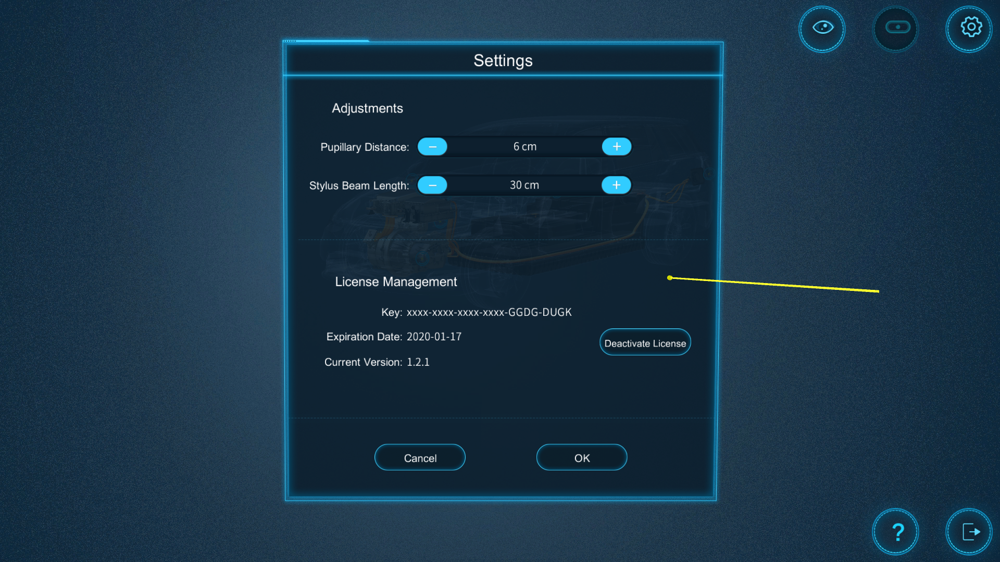 Settings
Adjustments
Pupillary Distance: − 6 cm +
Stylus Beam Length: − 30 cm +
License Management
Key: xxxx-xxxx-xxxx-xxxx-GGDG-DUGK
Expiration Date: 2020-01-17
Deactivate License
Current Version: 1.2.1
Cancel OK
?